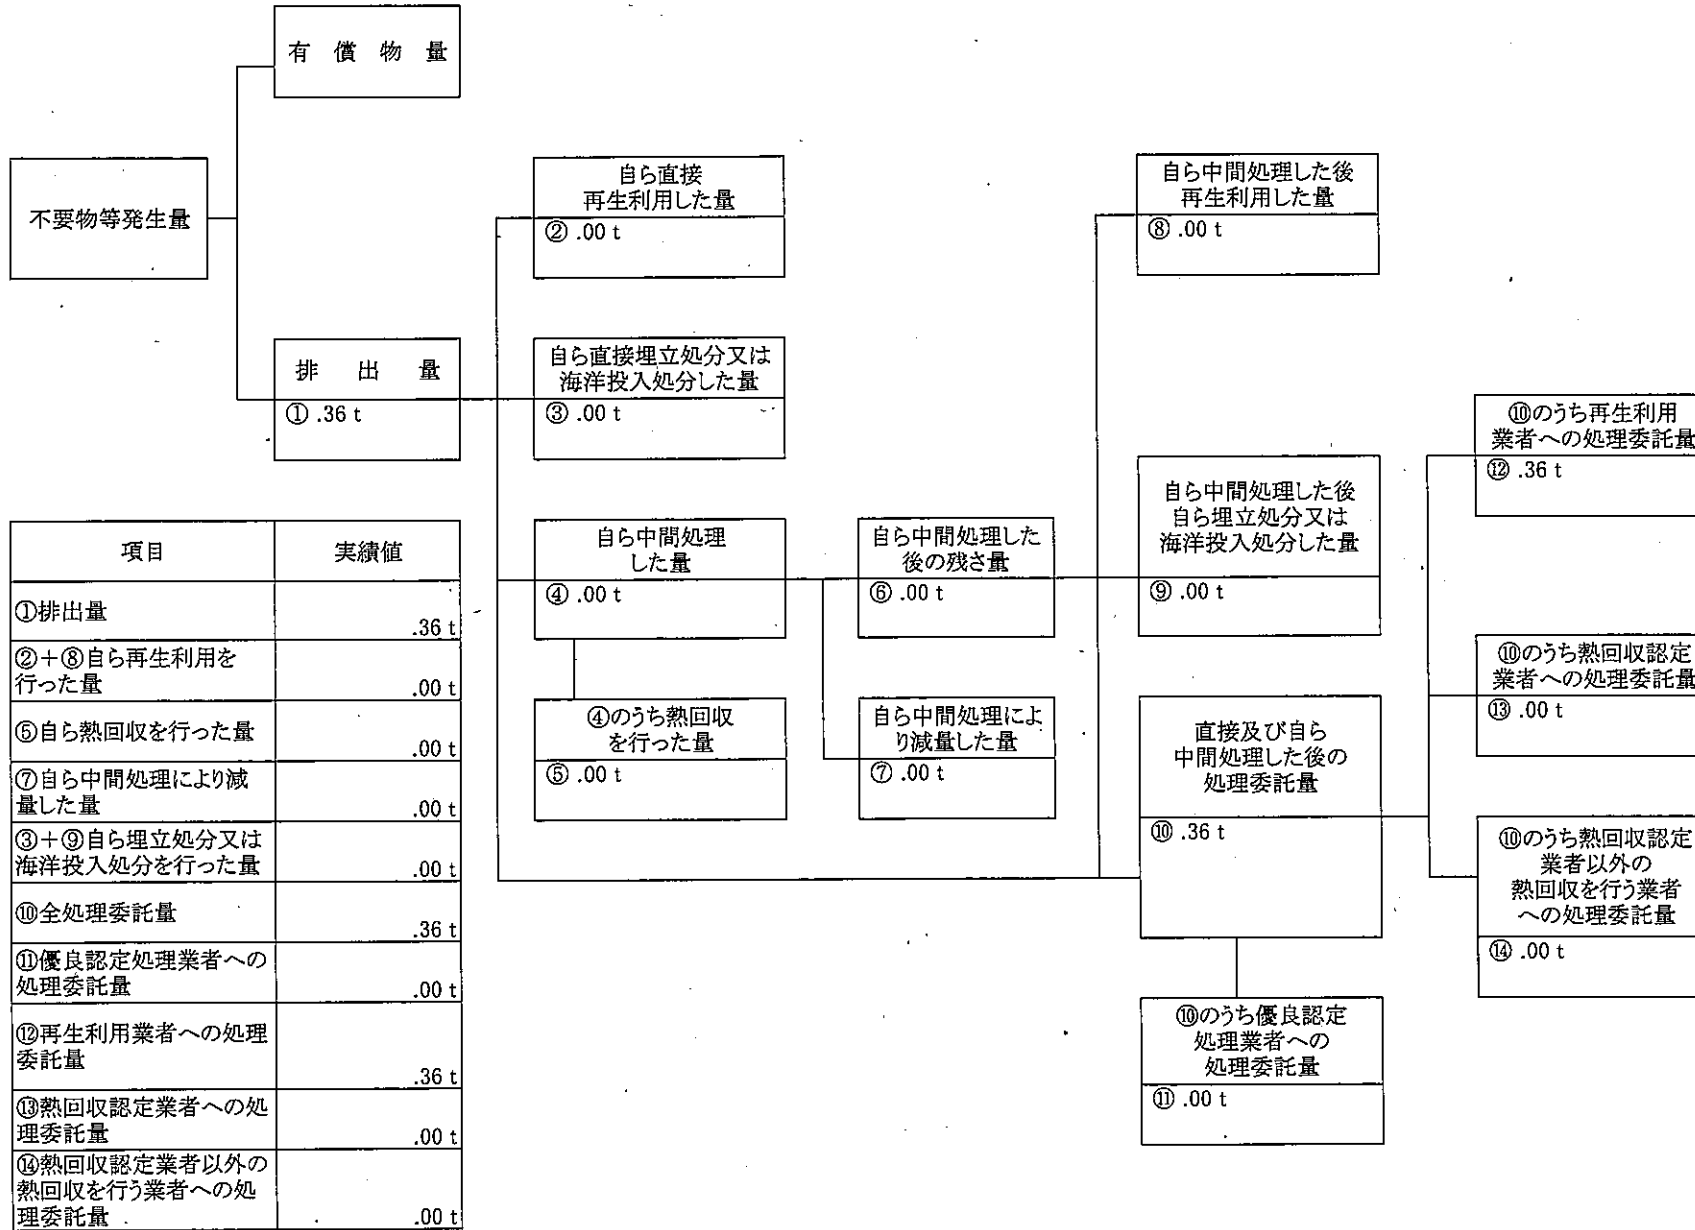 有 償 物 量
不要物等発生量
排 出 量
① .36 t
自ら直接
再生利用した量
② .00 t
自ら直接埋立処分又は
海洋投入処分した量
③ .00 t
自ら中間処理
した量
④ .00 t
④のうち熱回収
を行った量
⑤ .00 t
自ら中間処理した
後の残さ量
⑥ .00 t
自ら中間処理によ
り減量した量
⑦ .00 t
自ら中間処理した後
再生利用した量
⑧ .00 t
自ら中間処理した後
自ら埋立処分又は
海洋投入処分した量
⑨ .00 t
直接及び自ら
中間処理した後の
処理委託量
⑩ .36 t
⑩のうち優良認定
処理業者への
処理委託量
⑪ .00 t
⑩のうち再生利用
業者への処理委託量
⑫ .36 t
⑩のうち熱回収認定
業者への処理委託量
⑬ .00 t
⑩のうち熱回収認定
業者以外の
熱回収を行う業者
への処理委託量
⑭ .00 t
項目 実績値
①排出量
.36 t
②+⑧自ら再生利用を
行った量 .00 t
⑤自ら熱回収を行った量
.00 t
⑦自ら中間処理により減
量した量 .00 t
③+⑨自ら埋立処分又は
海洋投入処分を行った量 .00 t
⑩全処理委託量
.36 t
⑪優良認定処理業者への
処理委託量 .00 t
⑫再生利用業者への処理
委託量
.36 t
⑬熱回収認定業者への処
理委託量 .00 t
⑭熱回収認定業者以外の
熱回収を行う業者への処
理委託量 .00 t